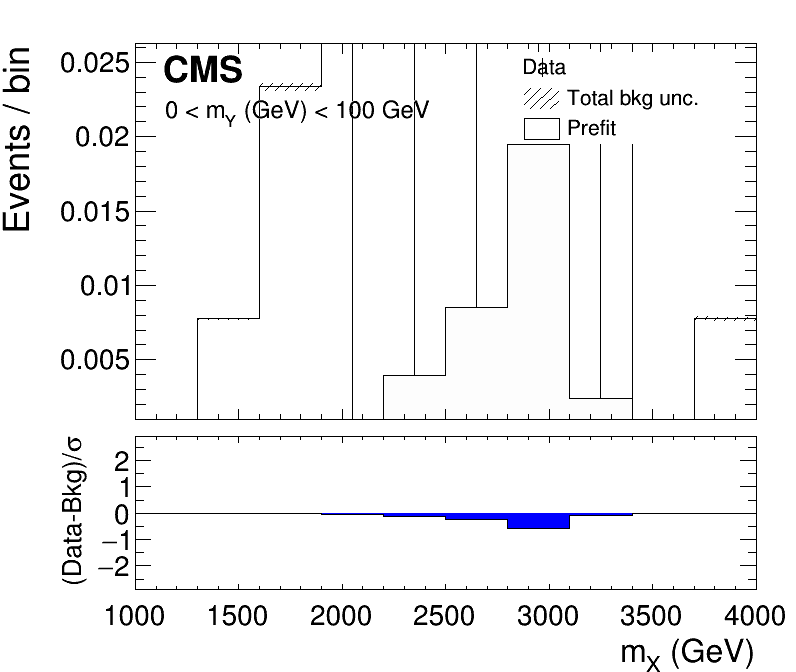 CMS
0 < mY (GeV) < 100 GeV
Data
Total bkg unc.
Prefit
Events / bin
0.025
0.02
0.015
0.01
0.005
(Data-Bkg)/σ
2
1
0
−1
−2
1000 1500 2000 2500 3000 3500 4000
mX (GeV)